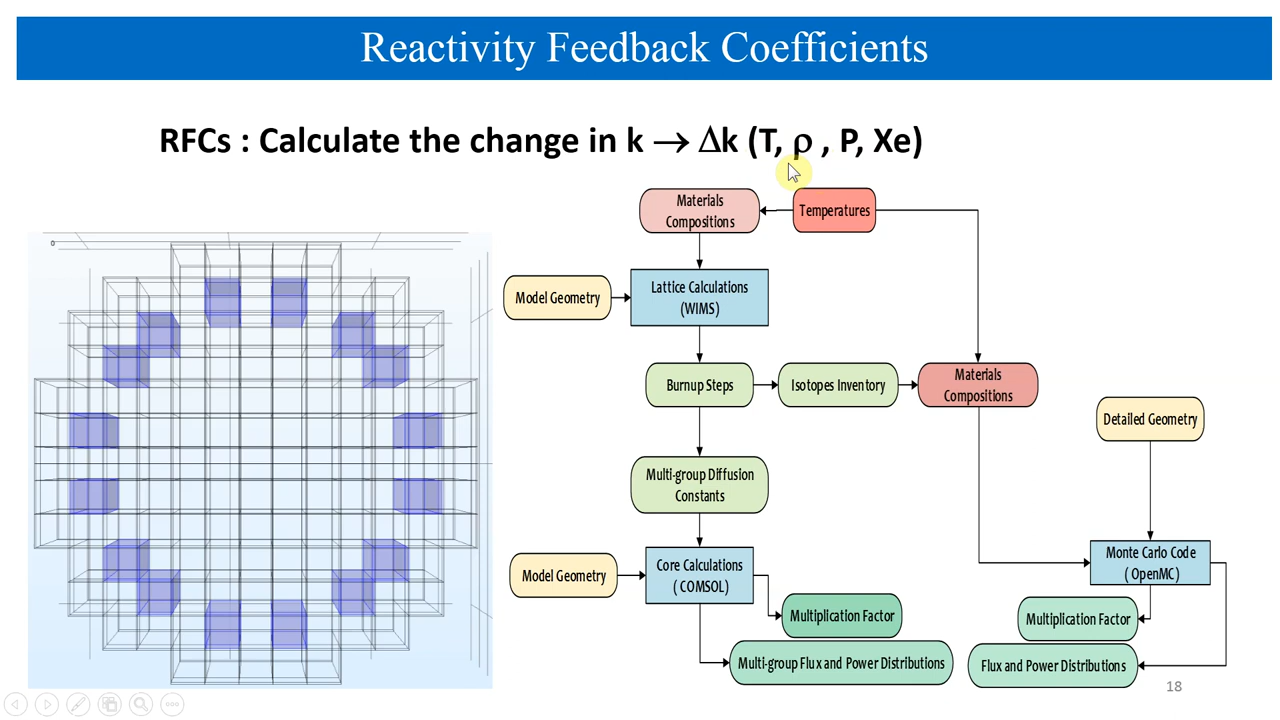 Reactivity Feedback Coefficients
RFCs : Calculate the change in k → Δk (T, ρ , P, Xe)
Materials
Compositions
Temperatures
Model Geometry
Lattice Calculations
(WIMS)
Burnup Steps
Isotopes Inventory
Materials
Compositions
Detailed Geometry
Multi-group Diffusion
Constants
Model Geometry
Core Calculations
( COMSOL)
Monte Carlo Code
( OpenMC)
Multiplication Factor
Multiplication Factor
Multi-group Flux and Power Distributions
Flux and Power Distributions
18